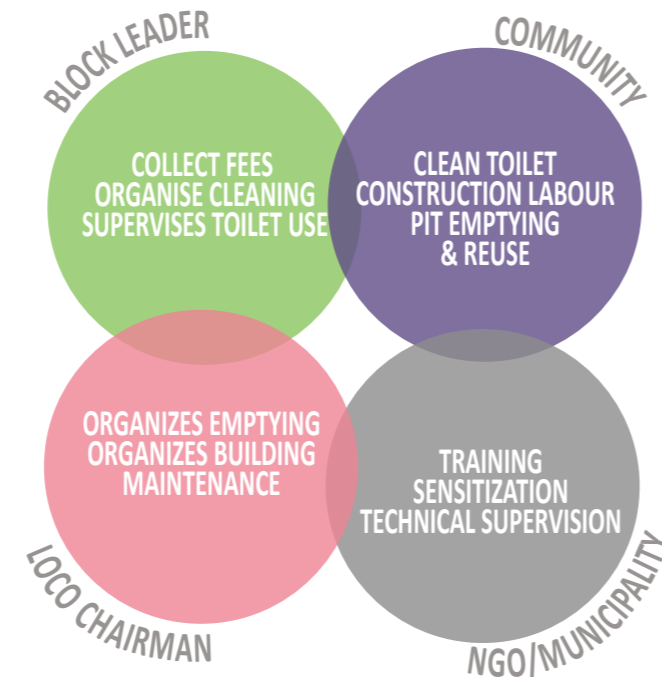 BLOCK LEADER
COLLECT FEES
ORGANISE CLEANING
SUPERVISES TOILET USE
COMMUNITY
CLEAN TOILET
CONSTRUCTION LABOUR
PIT EMPTYING
& REUSE
LOCO CHAIRMAN
ORGANIZES EMPTYING
ORGANIZES BUILDING
MAINTENANCE
NGO/MUNICIPALITY
TRAINING
SENSITIZATION
TECHNICAL SUPERVISION